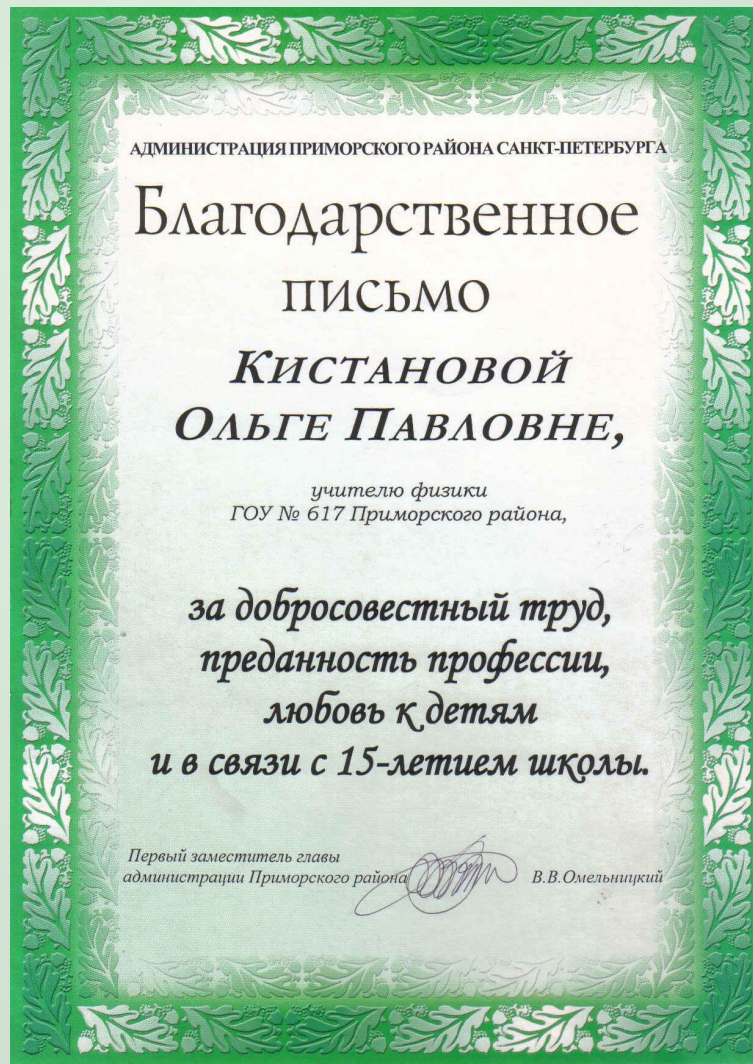 АДМИНИСТРАЦИЯ ПРИМОРСКОГО РАЙОНА САНКТ-ПЕТЕРБУРГА
Благодарственное
письмо
Кистановой
Ольге Павловне,
учителю физики
ГОУ № 617 Приморского района,
за добросовестный труд,
преданность профессии,
любовь к детям
и в связи с 15-летием школы.
Первый заместитель главы
администрации Приморского района В.В.Омельницкий